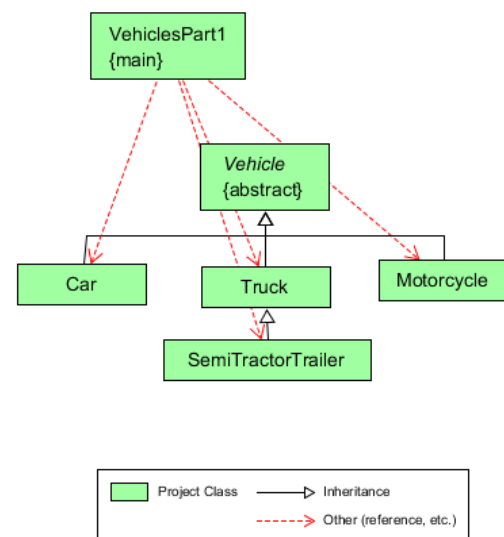 VehiclesPart1
{main}
Vehicle
{abstract}
Car
Truck
Motorcycle
SemiTractorTrailer
Project Class
Inheritance
Other (reference, etc.)